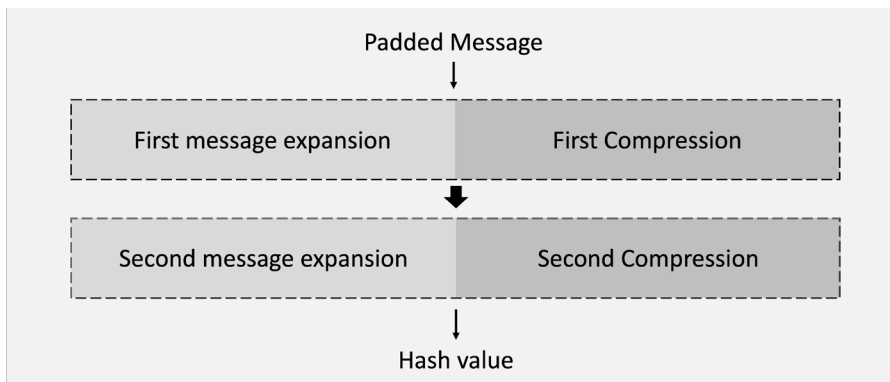 Padded Message
First message expansion
First Compression
Second message expansion
Second Compression
Hash value